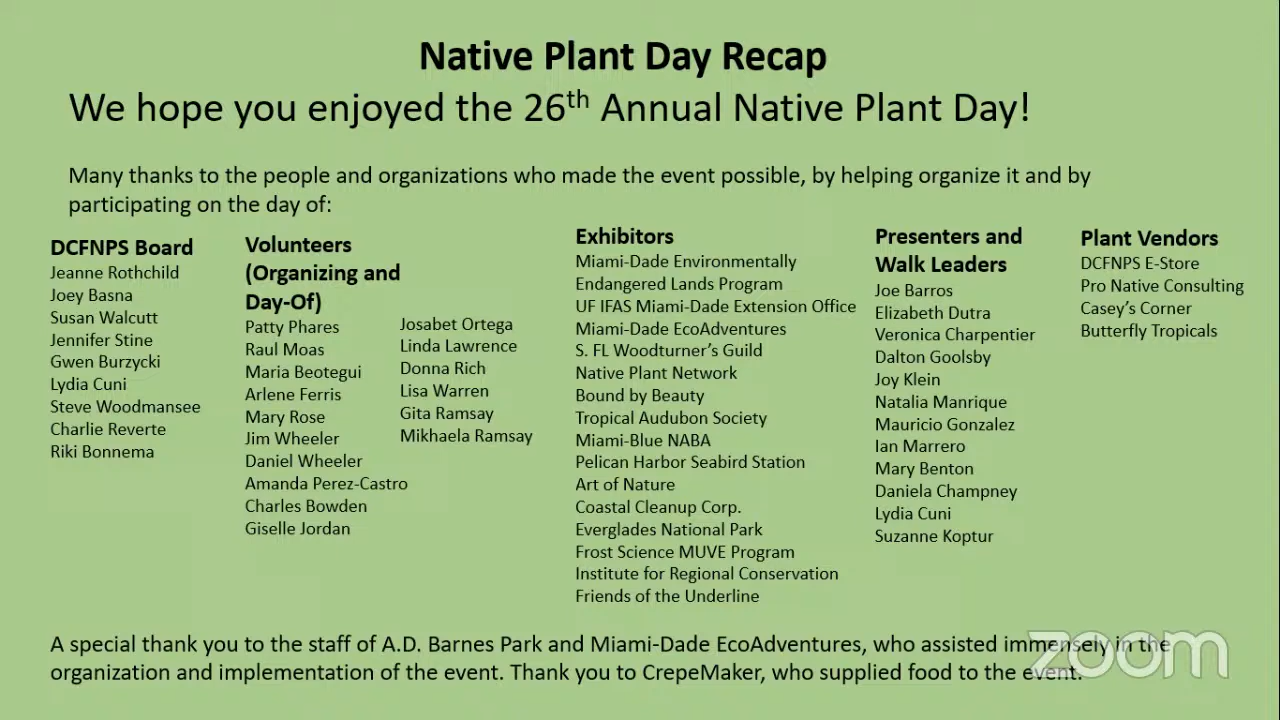 Native Plant Day Recap
We hope you enjoyed the 26th Annual Native Plant Day!
Many thanks to the people and organizations who made the event possible, by helping organize it and by
participating on the day of:
DCFNPS Board
Jeanne Rothchild
Joey Basna
Susan Walcutt
Jennifer Stine
Gwen Burzycki
Lydia Cuni
Steve Woodmansee
Charlie Reverte
Riki Bonnema
Volunteers
(Organizing and
Day-Of)
Patty Phares
Raul Moas
Maria Beotegui
Arlene Ferris
Mary Rose
Jim Wheeler
Daniel Wheeler
Amanda Perez-Castro
Charles Bowden
Giselle Jordan
Josabet Ortega
Linda Lawrence
Donna Rich
Lisa Warren
Gita Ramsay
Mikhaela Ramsay
Exhibitors
Miami-Dade Environmentally
Endangered Lands Program
UF IFAS Miami-Dade Extension Office
Miami-Dade EcoAdventures
S. FL Woodturner's Guild
Native Plant Network
Bound by Beauty
Tropical Audubon Society
Miami-Blue NABA
Pelican Harbor Seabird Station
Art of Nature
Coastal Cleanup Corp.
Everglades National Park
Frost Science MUVE Program
Institute for Regional Conservation
Friends of the Underline
Presenters and
Walk Leaders
Joe Barros
Elizabeth Dutra
Veronica Charpentier
Dalton Goolsby
Joy Klein
Natalia Manrique
Mauricio Gonzalez
Ian Marrero
Mary Benton
Daniela Champney
Lydia Cuni
Suzanne Koptur
Plant Vendors
DCFNPS E-Store
Pro Native Consulting
Casey's Corner
Butterfly Tropicals
A special thank you to the staff of A.D. Barnes Park and Miami-Dade EcoAdventures, who assisted immensely in the
organization and implementation of the event. Thank you to CrepeMaker, who supplied food to the event.
zoom